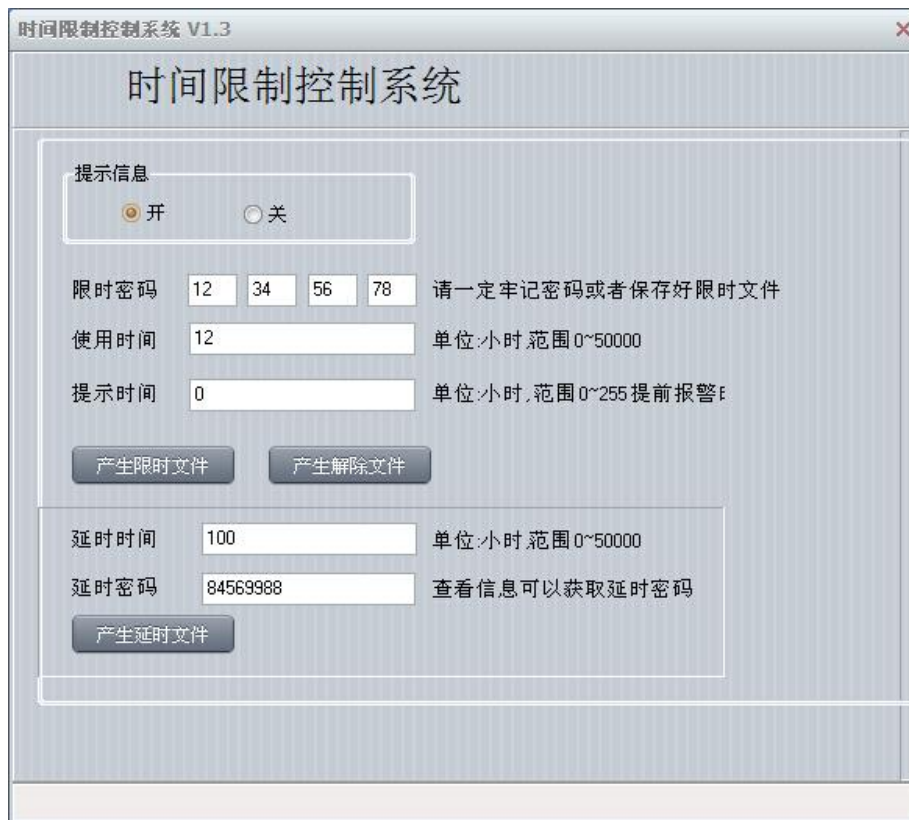 时间限制控制系统 V1.3
时间限制控制系统
提示信息
开 关
限时密码 12 34 56 78 请一定牢记密码或者保存好限时文件
使用时间 12 单位:小时,范围0~50000
提示时间 0 单位:小时,范围0~255提前报警
产生限时文件 产生解除文件
延时时间 100 单位:小时,范围0~50000
延时密码 84569988 查看信息可以获取延时密码
产生延时文件